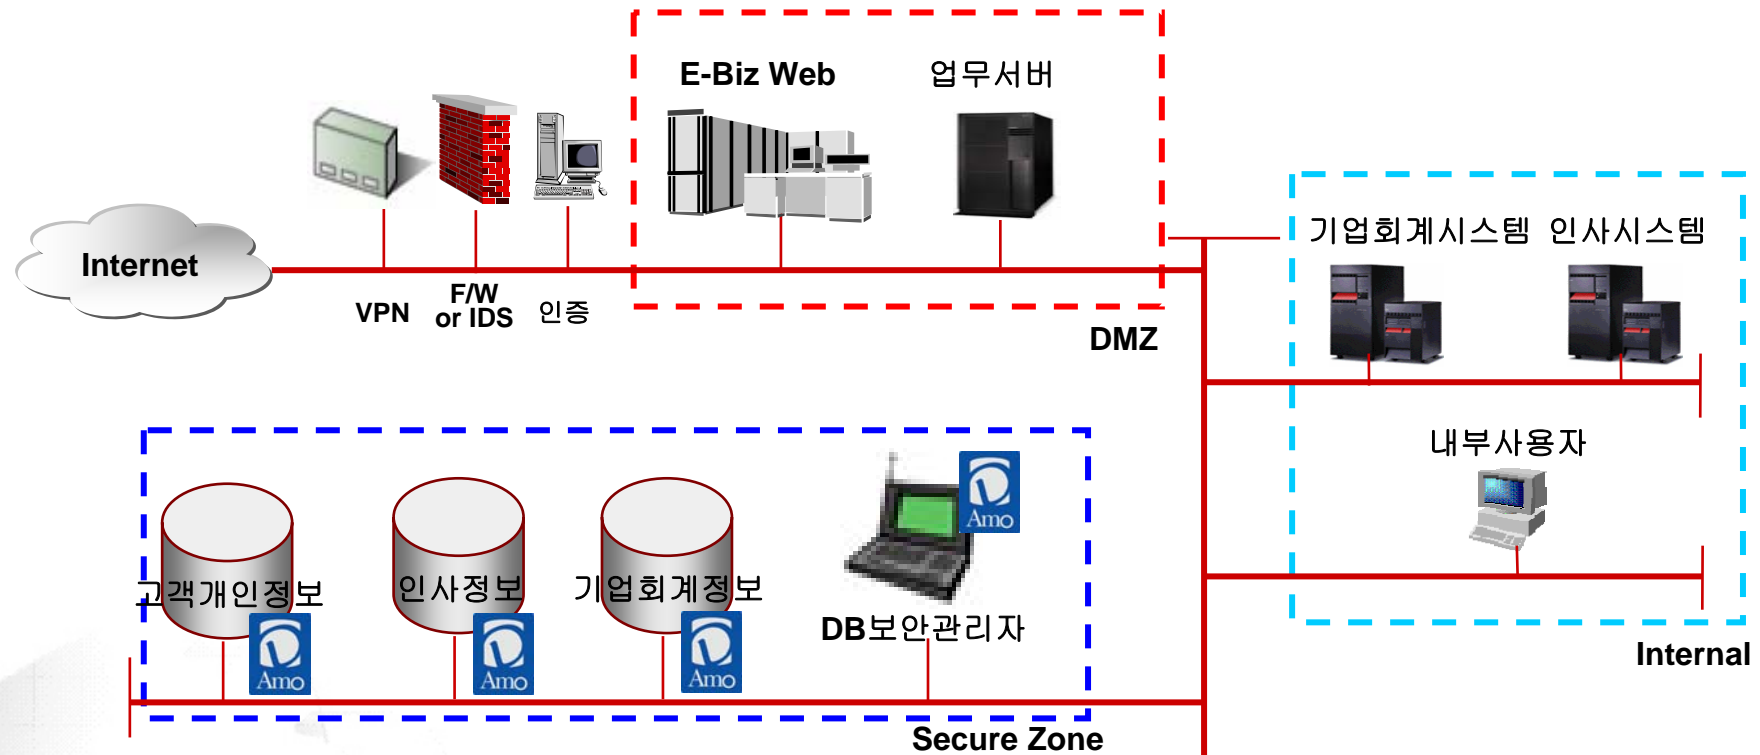 E-Biz Web
업무서버
기업회계시스템 인사시스템
Internet
VPN
F/W
or IDS
인증
DMZ
내부사용자
고객개인정보
인사정보
기업회계정보
Amo
DB보안관리자
Amo
Amo
Amo
Internal
Secure Zone